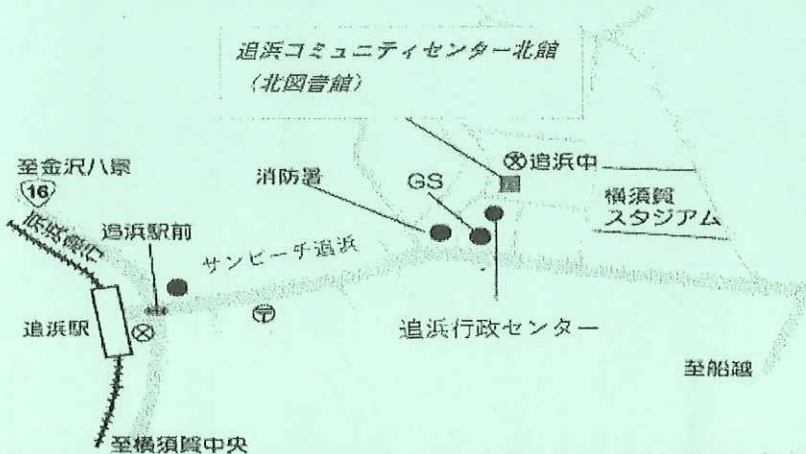 追浜コミュニティセンター北館
（北図書館）
至金沢八景
16
京浜急行
追浜駅前
サンビーチ追浜
消防署
GS
追浜中
横須賀
スタジアム
追浜駅
〒
追浜行政センター
至船越
至横須賀中央